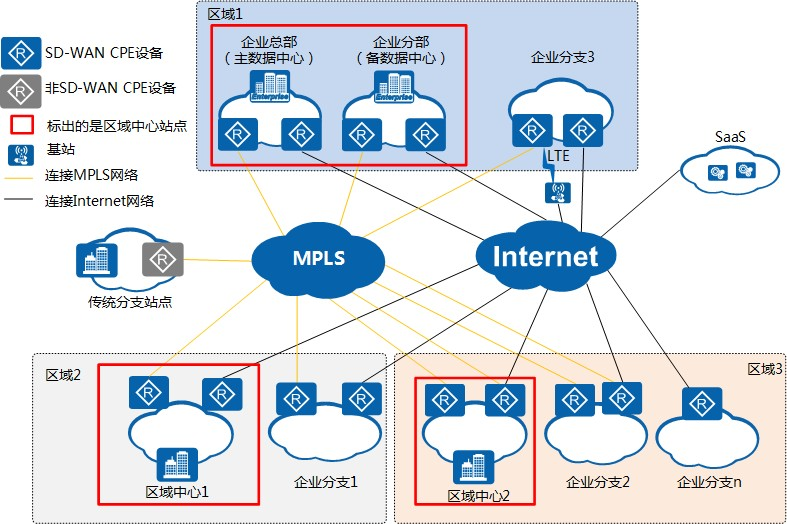 区域1
SD-WAN CPE设备
非SD-WAN CPE设备
标出的是区域中心站点
基站
连接MPLS网络
连接Internet网络
企业总部
（主数据中心）
Enterprise
R
R
企业分部
（备数据中心）
Enterprise
R
R
企业分支3
R
R
LTE
SaaS
R
R
传统分支站点
R
MPLS
Internet
区域2
R
R
区域中心1
R
R
企业分支1
区域3
R
R
区域中心2
R
R
企业分支2
R
企业分支n